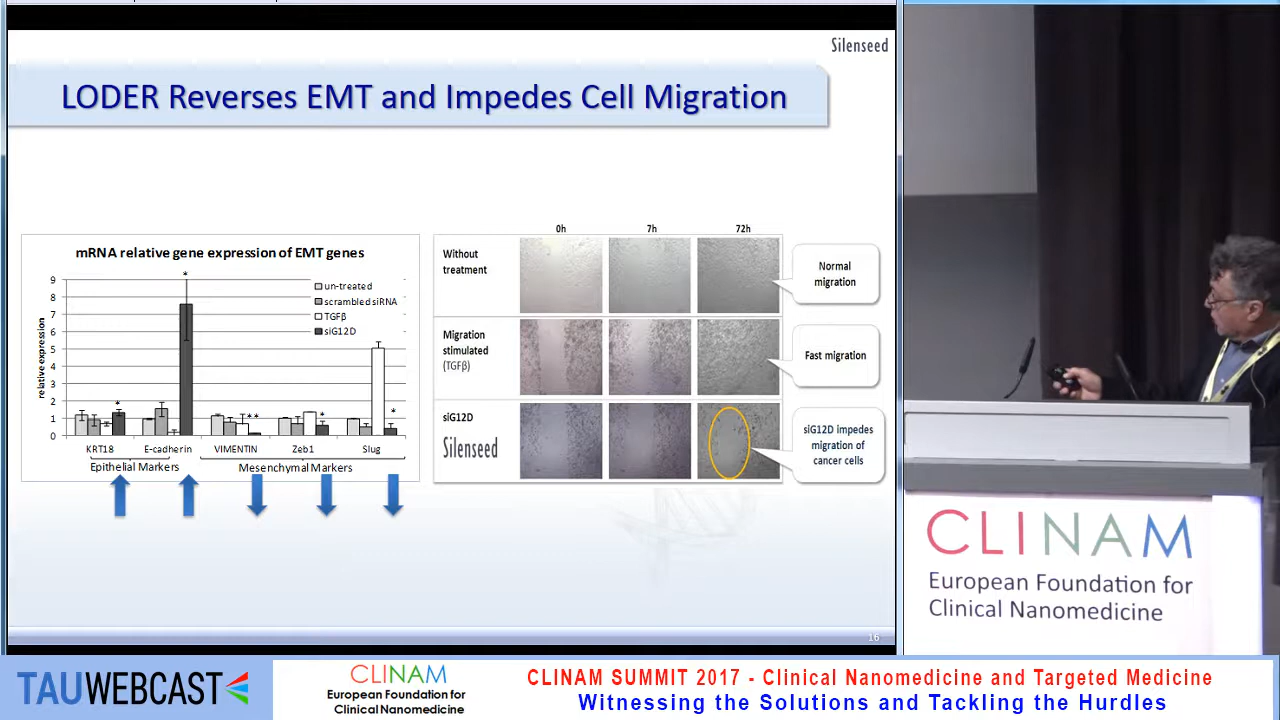 Silenseed
LODER Reverses EMT and Impedes Cell Migration
mRNA relative gene expression of EMT genes
relative expression
9
8
7
6
5
4
3
2
1
0
un-treated
scrambled siRNA
TGFβ
siG12D
*
*
**
*
*
KRT18 E-cadherin VIMENTIN Zeb1 Slug
Epithelial Markers Mesenchymal Markers
0h 7h 72h
Without
treatment
Normal
migration
Migration
stimulated
(TGFβ)
Fast migration
siG12D
Silenseed
siG12D impedes
migration of
cancer cells
16
CLINAM
European Foundation for
Clinical Nanomedicine
TAUWEBCAST
CLINAM
European Foundation for
Clinical Nanomedicine
CLINAM SUMMIT 2017 - Clinical Nanomedicine and Targeted Medicine
Witnessing the Solutions and Tackling the Hurdles